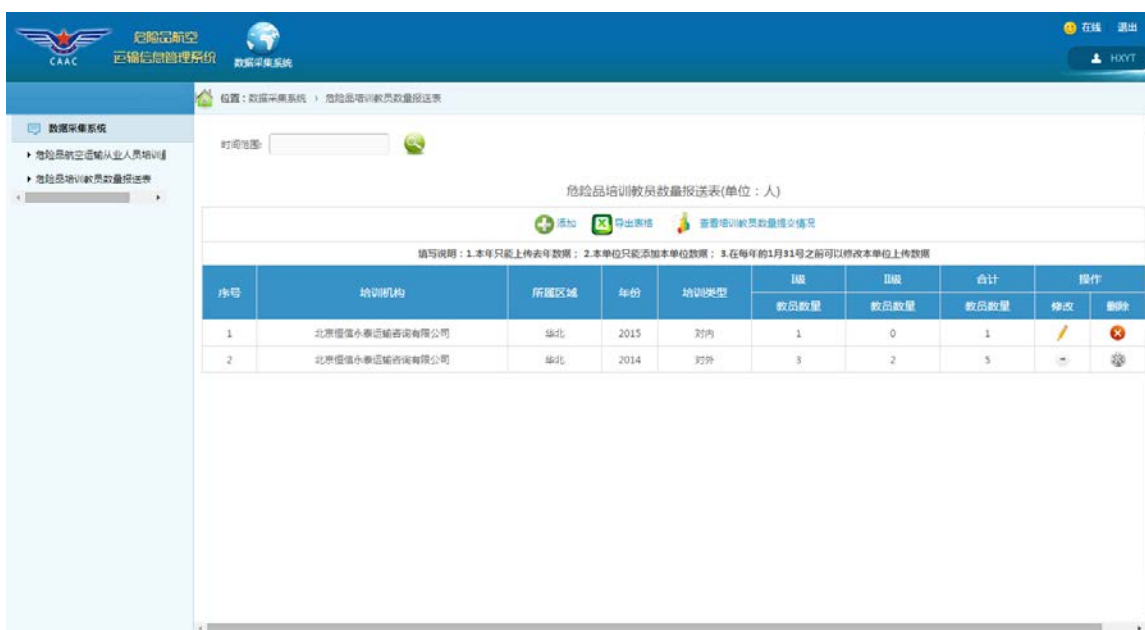 危险品航空
运输信息管理系统
CAAC
数据采集系统
在线 退出
HXYT
位置：数据采集系统 › 危险品培训教员数量报送表
数据采集系统
危险品航空运输从业人员培训
危险品培训教员数量报送表
时间范围:
危险品培训教员数量报送表(单位：人)
添加 导出表格 查看培训教员数量提交情况
填写说明：1.本年只能上传去年数据； 2.本单位只能添加本单位数据； 3.在每年的1月31号之前可以修改本单位上传数据
序号 培训机构 所属区域 年份 培训类型 II级 III级 合计 操作
教员数量 教员数量 教员数量 修改 删除
1 北京恒信永泰运输咨询有限公司 华北 2015 对内 1 0 1
2 北京恒信永泰运输咨询有限公司 华北 2014 对外 3 2 5